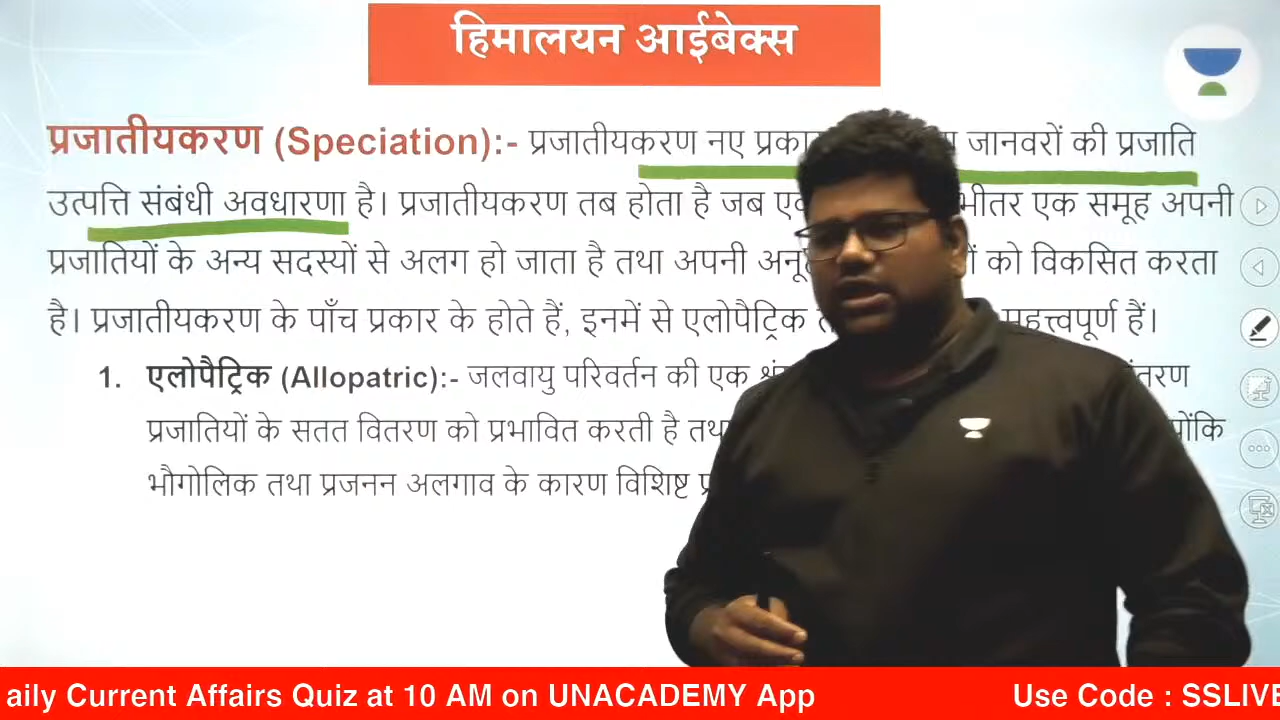 हिमालयन आईबेक्स
प्रजातीयकरण (Speciation):- प्रजातीयकरण नए जानवरों की प्रजाति
उत्पत्ति संबंधी अवधारणा है। प्रजातीयकरण तब होता है जब भीतर एक समूह अपनी
प्रजातियों के अन्य सदस्यों से अलग हो जाता है तथा अपनी को विकसित करता
है। प्रजातीयकरण के पाँच प्रकार के होते हैं, इनमें से एलोपैट्रिक महत्त्वपूर्ण हैं।
1. एलोपैट्रिक (Allopatric):- जलवायु परिवर्तन की एक
प्रजातियों के सतत वितरण को प्रभावित करती है तथा
भौगोलिक तथा प्रजनन अलगाव के कारण विशिष्ट
aily Current Affairs Quiz at 10 AM on UNACADEMY App Use Code : SSLIVE